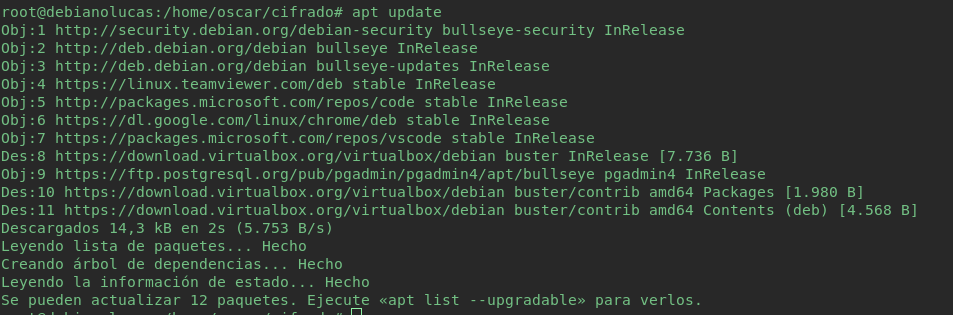 root@debianolucas:/home/oscar/cifrado# apt update
Obj:1 http://security.debian.org/debian-security bullseye-security InRelease
Obj:2 http://deb.debian.org/debian bullseye InRelease
Obj:3 http://deb.debian.org/debian bullseye-updates InRelease
Obj:4 https://linux.teamviewer.com/deb stable InRelease
Obj:5 http://packages.microsoft.com/repos/code stable InRelease
Obj:6 https://dl.google.com/linux/chrome/deb stable InRelease
Obj:7 https://packages.microsoft.com/repos/vscode stable InRelease
Des:8 https://download.virtualbox.org/virtualbox/debian buster InRelease [7.736 B]
Obj:9 https://ftp.postgresql.org/pub/pgadmin/pgadmin4/apt/bullseye pgadmin4 InRelease
Des:10 https://download.virtualbox.org/virtualbox/debian buster/contrib amd64 Packages [1.980 B]
Des:11 https://download.virtualbox.org/virtualbox/debian buster/contrib amd64 Contents (deb) [4.568 B]
Descargados 14,3 kB en 2s (5.753 B/s)
Leyendo lista de paquetes... Hecho
Creando árbol de dependencias... Hecho
Leyendo la información de estado... Hecho
Se pueden actualizar 12 paquetes. Ejecute «apt list --upgradable» para verlos.